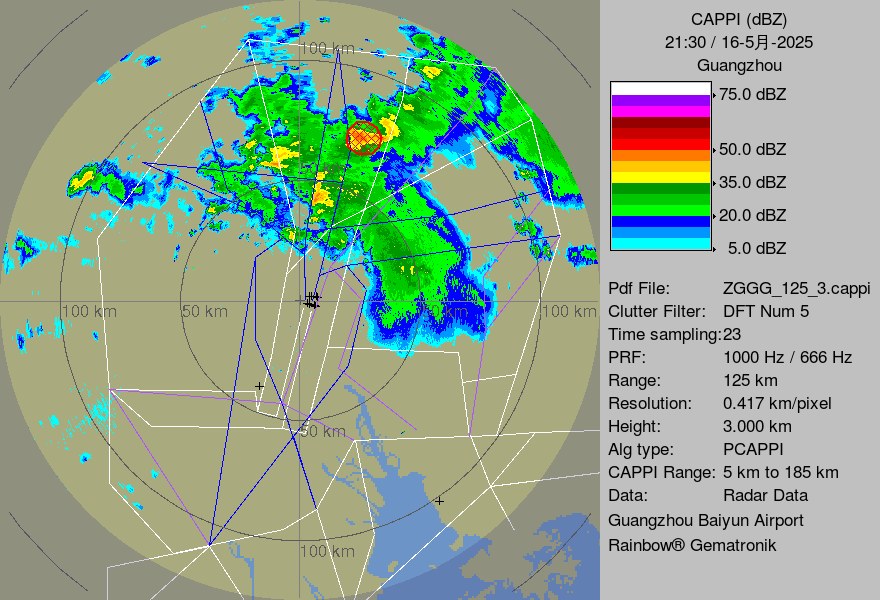 CAPPI (dBZ)
21:30 / 16-5月-2025
Guangzhou
75.0 dBZ
50.0 dBZ
35.0 dBZ
20.0 dBZ
5.0 dBZ
Pdf File: ZGGG_125_3.cappi
Clutter Filter: DFT Num 5
Time sampling:23
PRF: 1000 Hz / 666 Hz
Range: 125 km
Resolution: 0.417 km/pixel
Height: 3.000 km
Alg type: PCAPPI
CAPPI Range: 5 km to 185 km
Data: Radar Data
Guangzhou Baiyun Airport
Rainbow® Gematronik
100 km
100 km
50 km
km
100 km
50 km
100 km